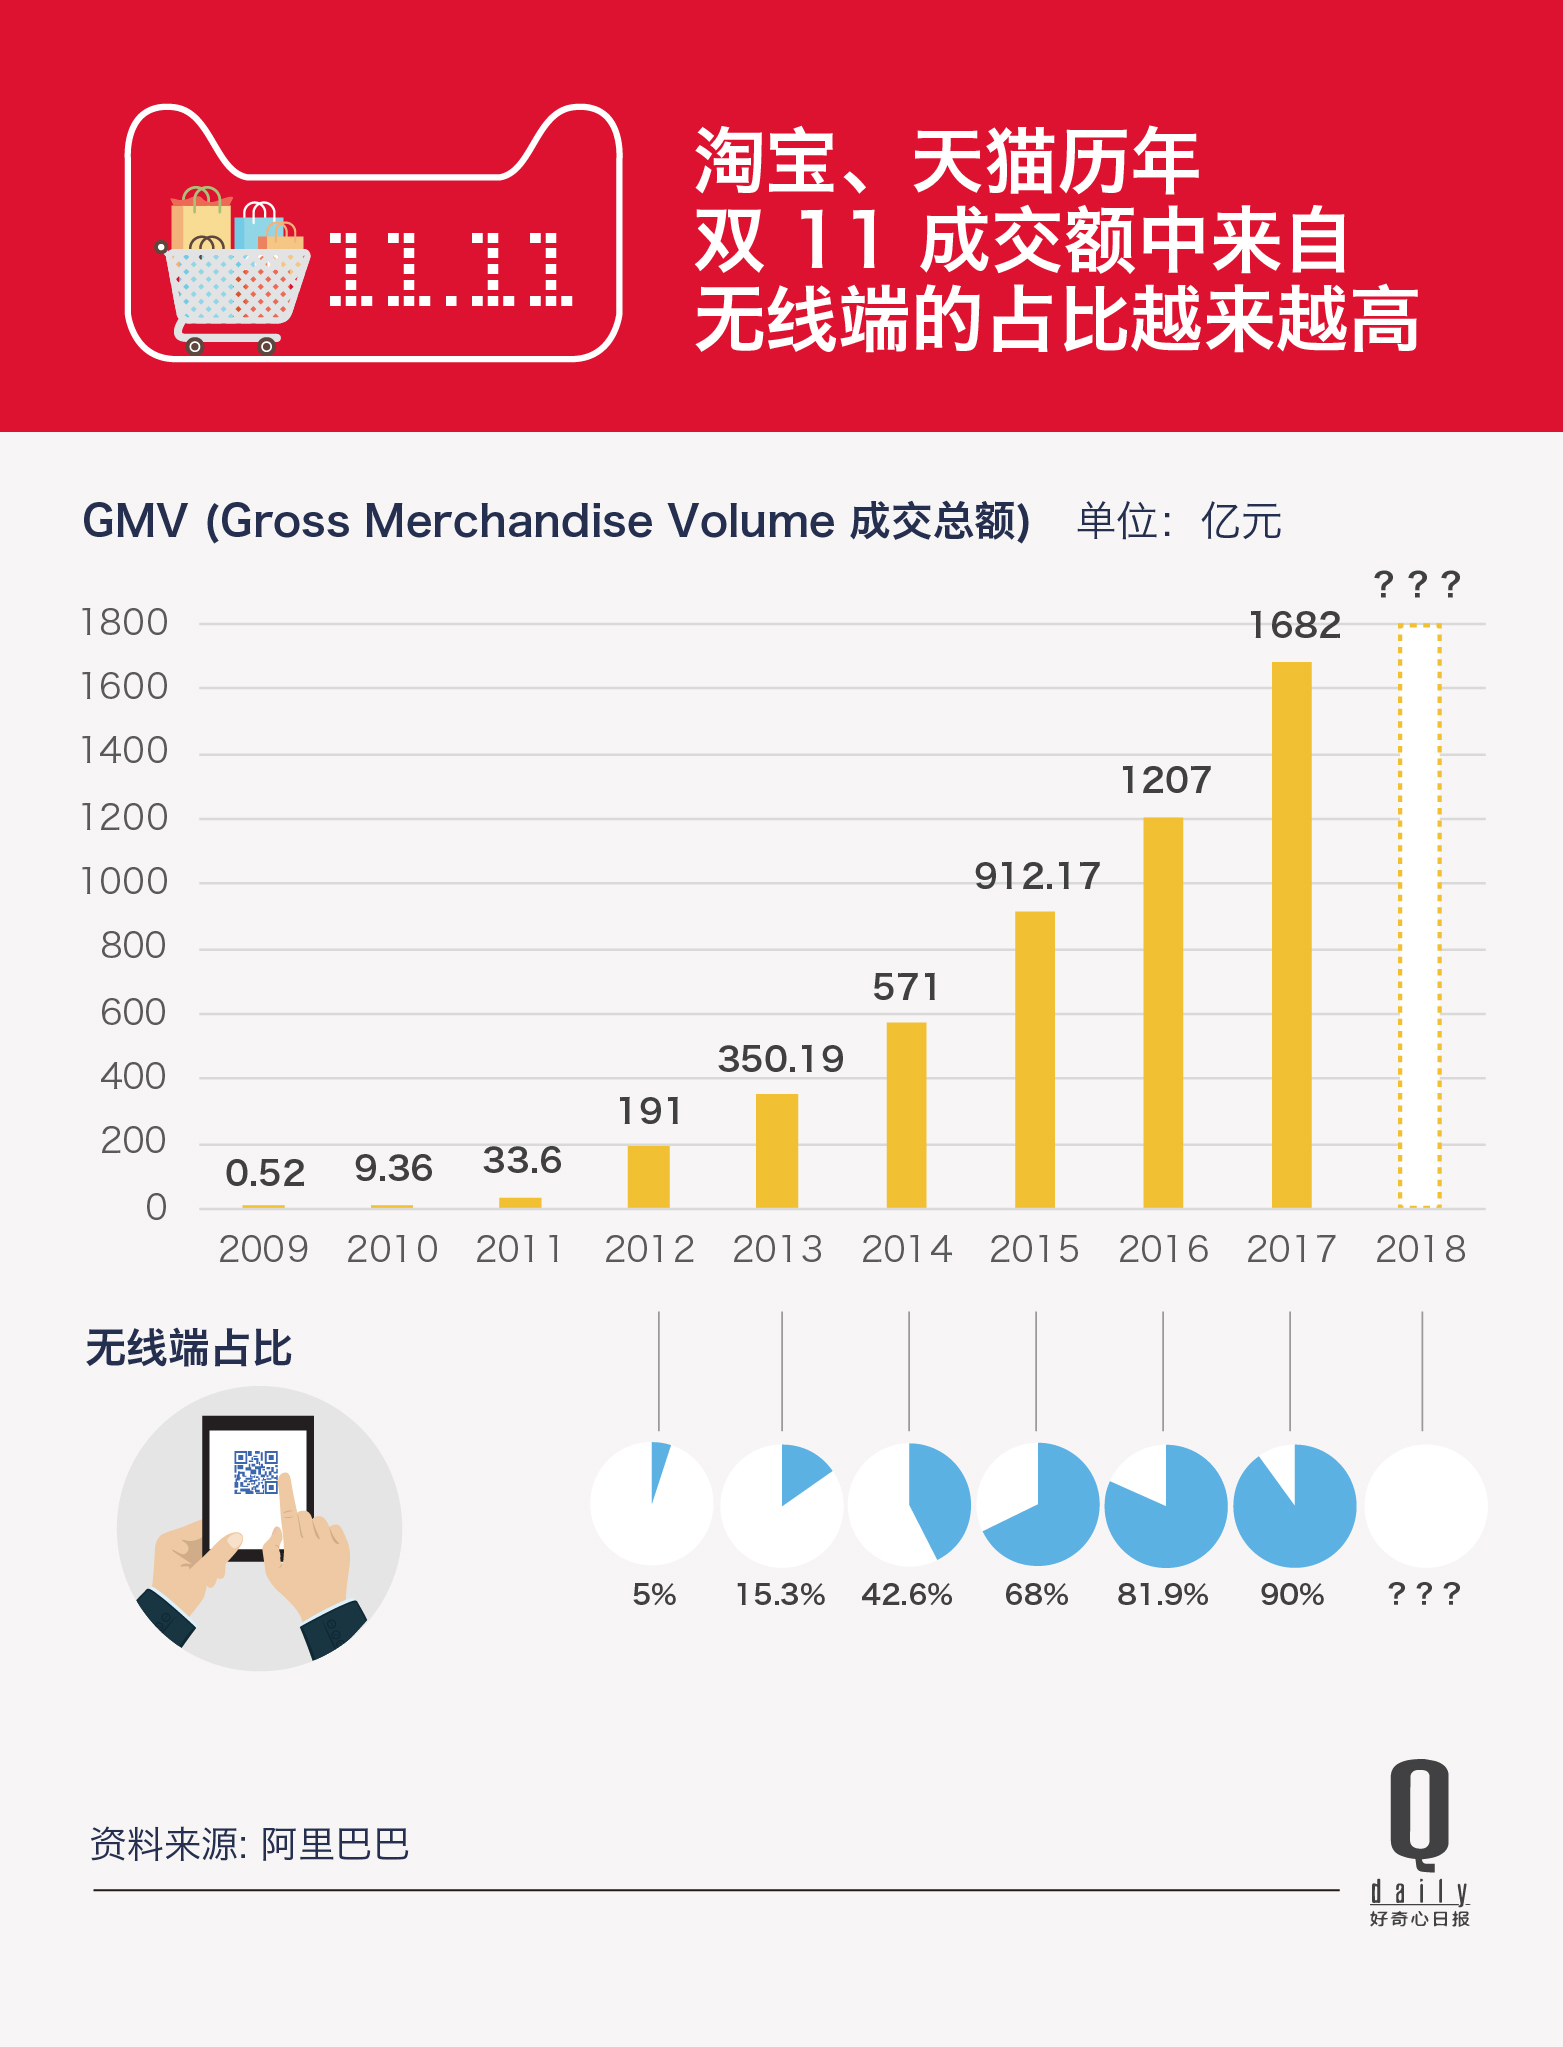 11.11
淘宝、天猫历年
双 11 成交额中来自
无线端的占比越来越高
GMV (Gross Merchandise Volume 成交总额) 单位：亿元
1800
1600
1400
1200
1000
800
600
400
200
0
0.52
9.36
33.6
191
350.19
571
912.17
1207
1682
? ? ?
2009 2010 2011 2012 2013 2014 2015 2016 2017 2018
无线端占比
5% 15.3% 42.6% 68% 81.9% 90% ? ? ?
资料来源: 阿里巴巴
Q
daily
好奇心日报